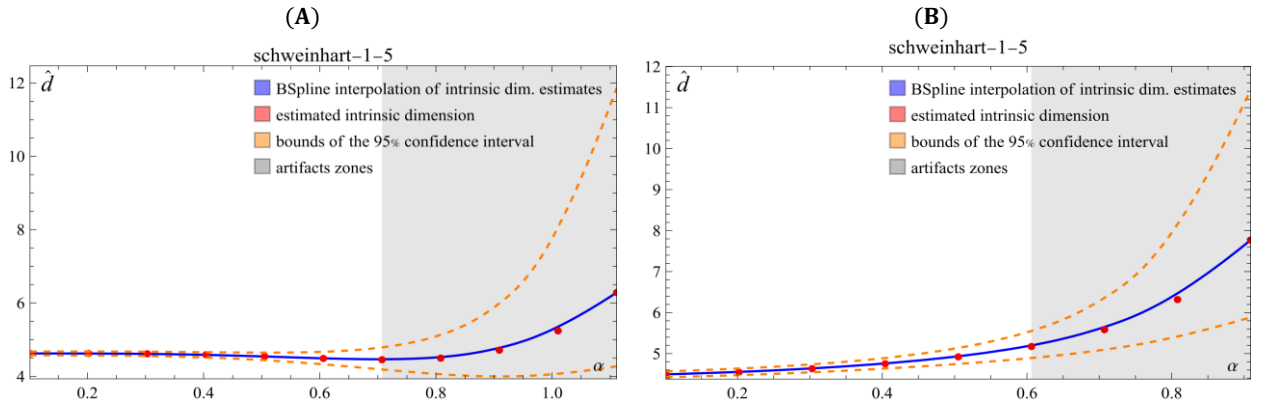 (A)
schweinhart–1–5
d̂
BSpline interpolation of intrinsic dim. estimates
estimated intrinsic dimension
bounds of the 95% confidence interval
artifacts zones
12
10
8
6
4
α
0.2 0.4 0.6 0.8 1.0
(B)
schweinhart–1–5
d̂
BSpline interpolation of intrinsic dim. estimates
estimated intrinsic dimension
bounds of the 95% confidence interval
artifacts zones
12
11
10
9
8
7
6
5
4
α
0.2 0.4 0.6 0.8